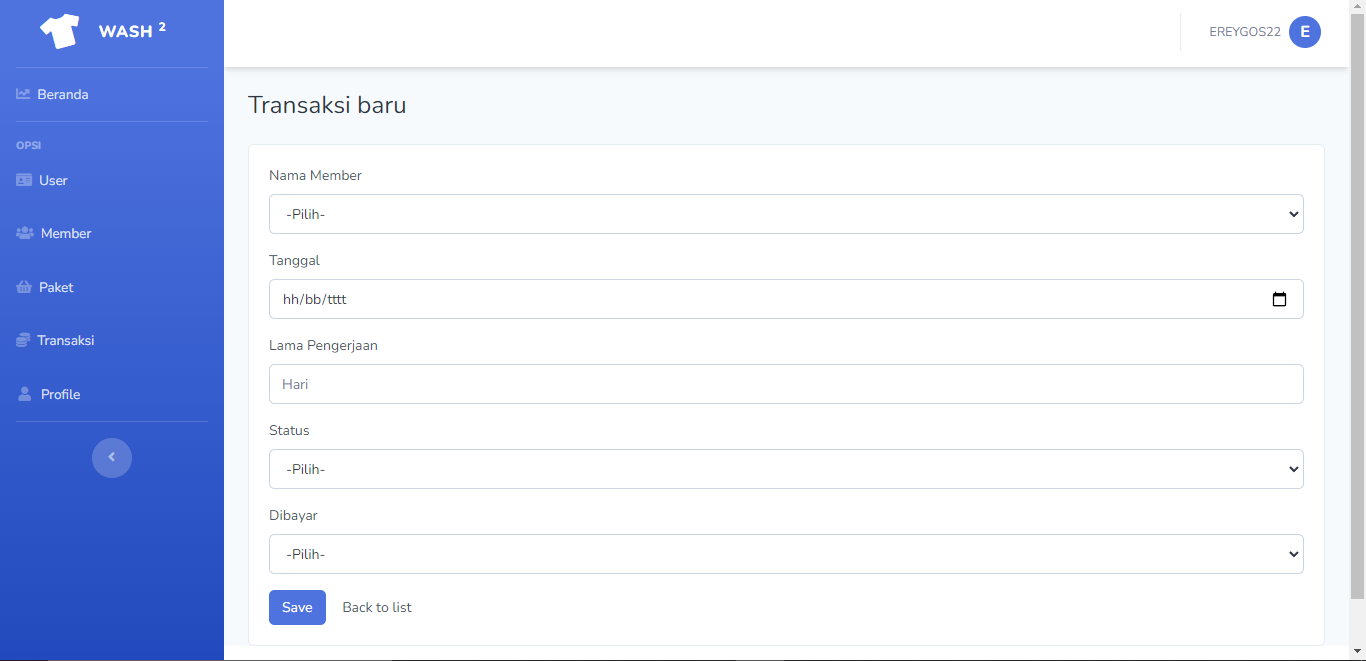 WASH 2
EREYGOS22
E
Beranda
OPSI
User
Member
Paket
Transaksi
Profile
Transaksi baru
Nama Member
-Pilih-
Tanggal
hh/bb/tttt
Lama Pengerjaan
Hari
Status
-Pilih-
Dibayar
-Pilih-
Save
Back to list